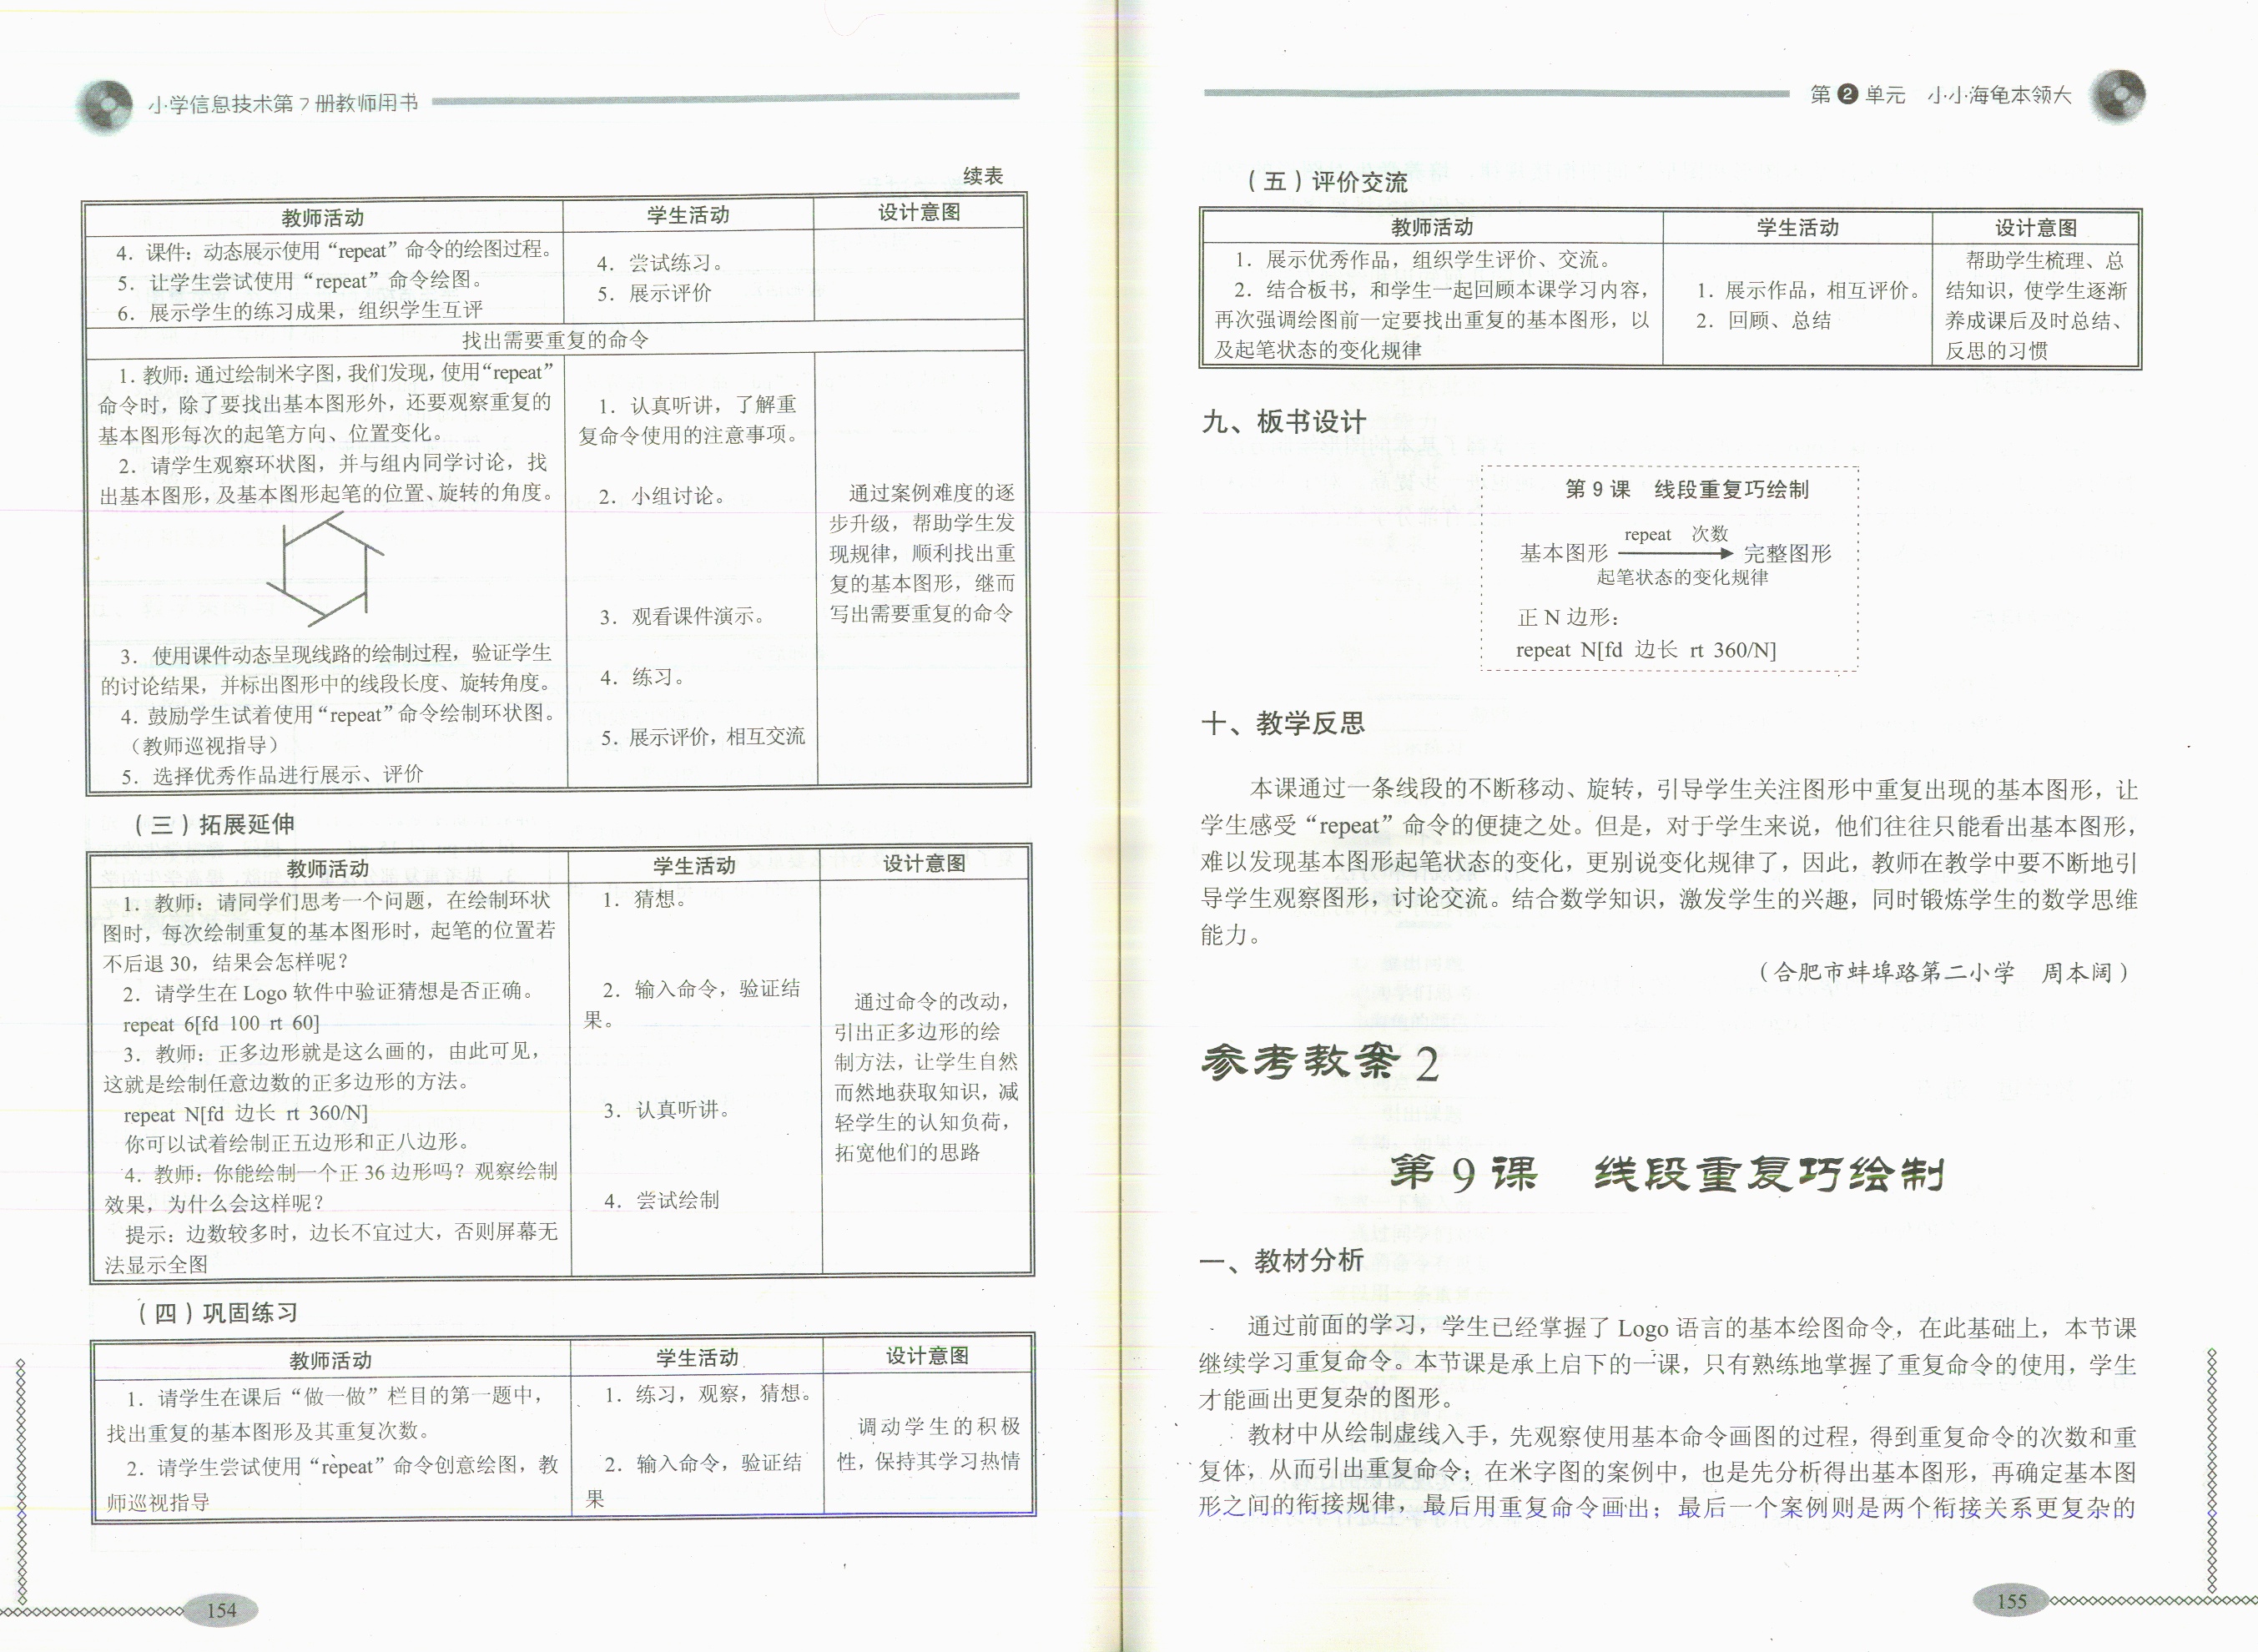 小学信息技术第7册教师用书
续表
教师活动 学生活动 设计意图
4. 课件：动态展示使用“repeat”命令的绘图过程。
5. 让学生尝试使用“repeat”命令绘图。
6. 展示学生的练习成果，组织学生互评
4. 尝试练习。
5. 展示评价
找出需要重复的命令
1. 教师：通过绘制米字图，我们发现，使用“repeat”
命令时，除了要找出基本图形外，还要观察重复的
基本图形每次的起笔方向、位置变化。
2. 请学生观察环状图，并与组内同学讨论，找
出基本图形，及基本图形起笔的位置、旋转的角度。
3. 使用课件动态呈现线路的绘制过程，验证学生
的讨论结果，并标出图形中的线段长度、旋转角度。
4. 鼓励学生试着使用“repeat”命令绘制环状图。
（教师巡视指导）
5. 选择优秀作品进行展示、评价
1. 认真听讲，了解重
复命令使用的注意事项。
2. 小组讨论。
3. 观看课件演示。
4. 练习。
5. 展示评价，相互交流
通过案例难度的逐
步升级，帮助学生发
现规律，顺利找出重
复的基本图形，继而
写出需要重复的命令
（三）拓展延伸
教师活动 学生活动 设计意图
1. 教师：请同学们思考一个问题，在绘制环状
图时，每次绘制重复的基本图形时，起笔的位置若
不后退 30，结果会怎样呢？
2. 请学生在 Logo 软件中验证猜想是否正确。
repeat 6[fd 100 rt 60]
3. 教师：正多边形就是这么画的，由此可见，
这就是绘制任意边数的正多边形的方法。
repeat N[fd 边长 rt 360/N]
你可以试着绘制正五边形和正八边形。
4. 教师：你能绘制一个正 36 边形吗？观察绘制
效果，为什么会这样呢？
提示：边数较多时，边长不宜过大，否则屏幕无
法显示全图
1. 猜想。
2. 输入命令，验证结
果。
3. 认真听讲。
4. 尝试绘制
通过命令的改动，
引出正多边形的绘
制方法，让学生自然
而然地获取知识，减
轻学生的认知负荷，
拓宽他们的思路
（四）巩固练习
教师活动 学生活动 设计意图
1. 请学生在课后“做一做”栏目的第一题中，
找出重复的基本图形及其重复次数。
2. 请学生尝试使用“repeat”命令创意绘图，教
师巡视指导
1. 练习，观察，猜想。
2. 输入命令，验证结
果
调动学生的积极
性，保持其学习热情
154
第2单元 小小海龟本领大
（五）评价交流
教师活动 学生活动 设计意图
1. 展示优秀作品，组织学生评价、交流。
2. 结合板书，和学生一起回顾本课学习内容，
再次强调绘图前一定要找出重复的基本图形，以
及起笔状态的变化规律
1. 展示作品，相互评价。
2. 回顾、总结
帮助学生梳理、总
结知识，使学生逐渐
养成课后及时总结、
反思的习惯
九、板书设计
第 9 课 线段重复巧绘制
repeat 次数
基本图形 完整图形
起笔状态的变化规律
正 N 边形：
repeat N[fd 边长 rt 360/N]
十、教学反思
本课通过一条线段的不断移动、旋转，引导学生关注图形中重复出现的基本图形，让
学生感受“repeat”命令的便捷之处。但是，对于学生来说，他们往往只能看出基本图形，
难以发现基本图形起笔状态的变化，更别说变化规律了，因此，教师在教学中要不断地引
导学生观察图形，讨论交流。结合数学知识，激发学生的兴趣，同时锻炼学生的数学思维
能力。
（合肥市蚌埠路第二小学 周本阔）
参考教案 2
第 9 课 线段重复巧绘制
一、教材分析
通过前面的学习，学生已经掌握了 Logo 语言的基本绘图命令，在此基础上，本节课
继续学习重复命令。本节课是承上启下的一课，只有熟练地掌握了重复命令的使用，学生
才能画出更复杂的图形。
教材中从绘制虚线入手，先观察使用基本命令画图的过程，得到重复命令的次数和重
复体，从而引出重复命令；在米字图的案例中，也是先分析得出基本图形，再确定基本图
形之间的衔接规律，最后用重复命令画出；最后一个案例则是两个衔接关系更复杂的
155